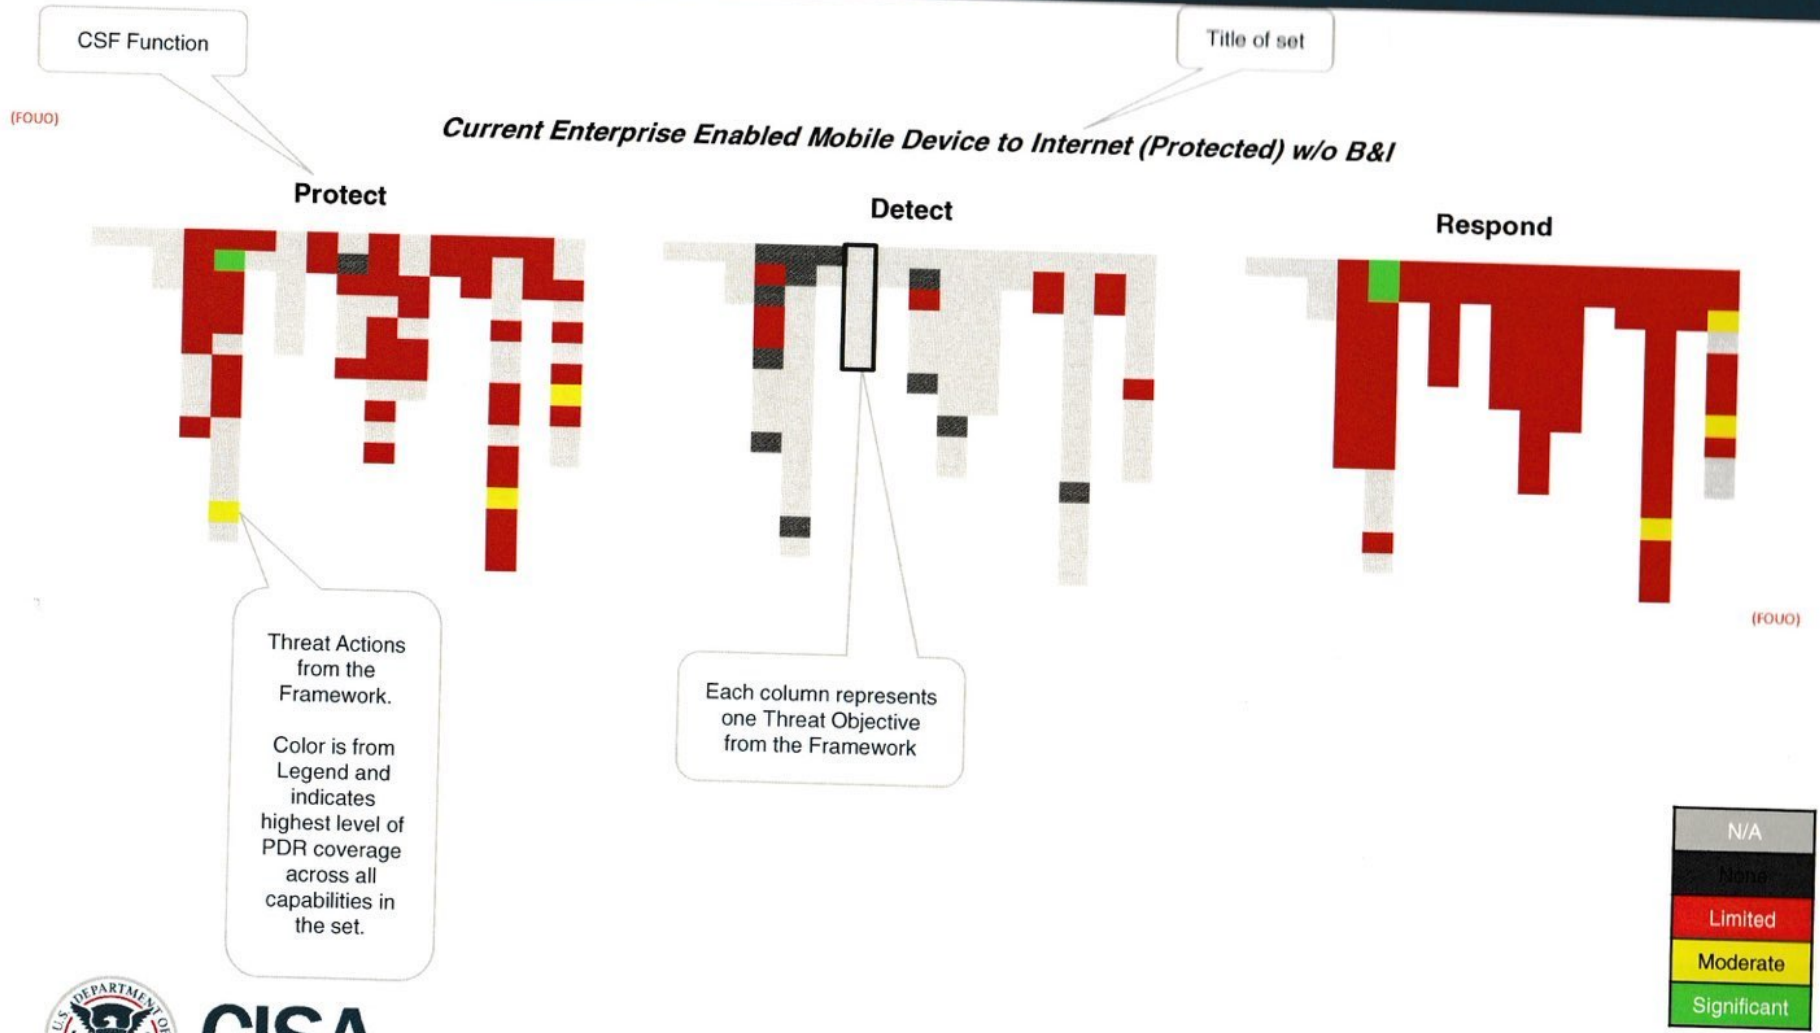 CSF Function
Title of set
(FOUO)
Current Enterprise Enabled Mobile Device to Internet (Protected) w/o B&I
Protect
Detect
Respond
(FOUO)
Threat Actions
from the
Framework.
Color is from
Legend and
indicates
highest level of
PDR coverage
across all
capabilities in
the set.
Each column represents
one Threat Objective
from the Framework
N/A
None
Limited
Moderate
Significant
U.S. DEPARTMENT OF
CISA